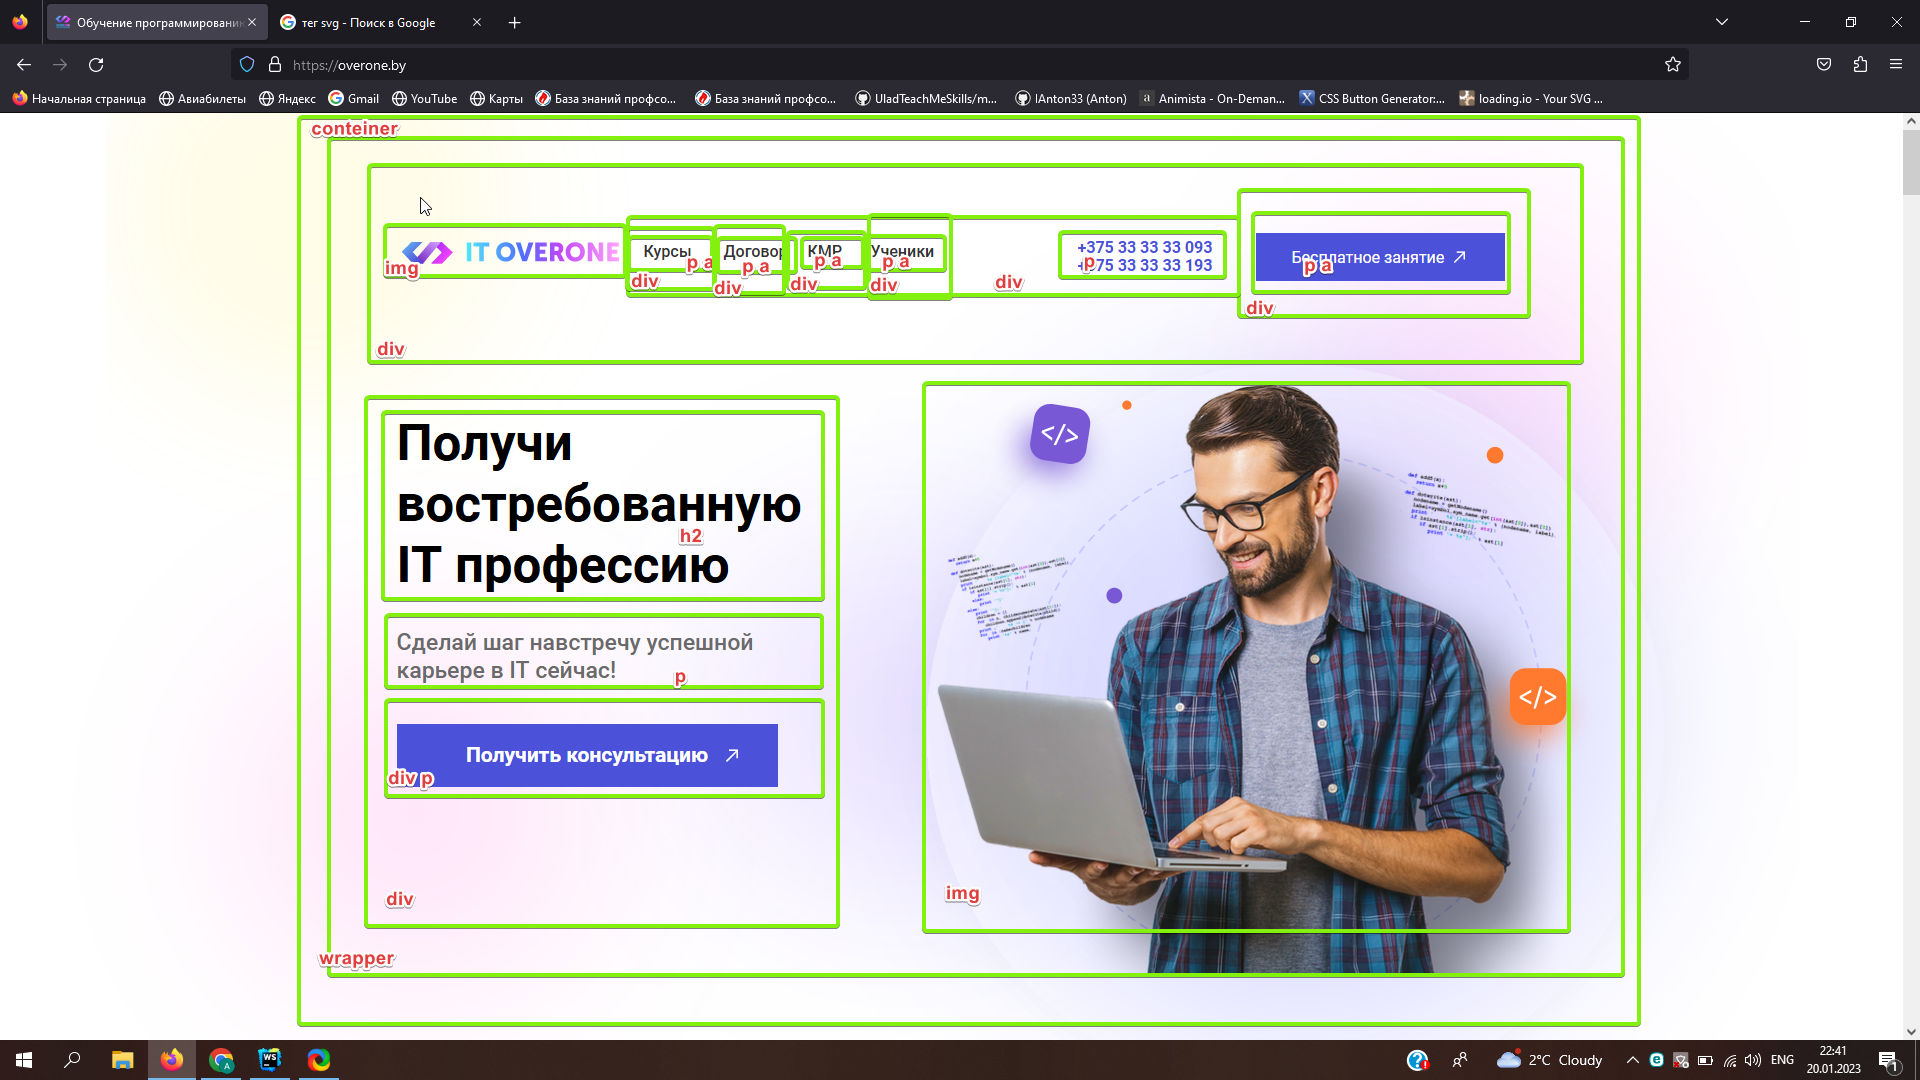 Обучение программировани
тег svg - Поиск в Google
https://overone.by
Начальная страница
Авиабилеты
Яндекс
Gmail
YouTube
Карты
База знаний профсо...
База знаний профсо...
UladTeachMeSkills/m...
IAnton33 (Anton)
Animista - On-Deman...
CSS Button Generator:...
loading.io - Your SVG ...
conteiner
IT OVERONE
img
Курсы
p a
div
Договор
p a
div
КМР
p a
div
Ученики
p a
div
div
+375 33 33 33 093
+375 33 33 33 193
p
Бесплатное занятие
p a
div
div
Получи
востребованную
IT профессию
h2
Сделай шаг навстречу успешной
карьере в IT сейчас!
p
Получить консультацию
div p
div
</>
</>
img
wrapper
2°C Cloudy
ENG
22:41
20.01.2023